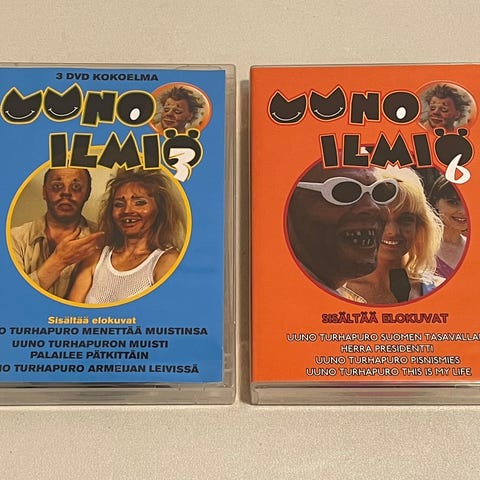 3 DVD KOKOELMA
UUNO
ILMIÖ
3
Sisältää elokuvat
O TURHAPURO MENETTÄÄ MUISTINSA
UUNO TURHAPURON MUISTI
PALAILEE PÄTKITTÄIN
NO TURHAPURO ARMEIJAN LEIVISSÄ
UUNO
ILMIÖ
6
SISÄLTÄÄ ELOKUVAT
UUNO TURHAPURO SUOMEN TASAVALLAN
HERRA PRESIDENTTI
UUNO TURHAPURO PISNISMIES
UUNO TURHAPURO THIS IS MY LIFE